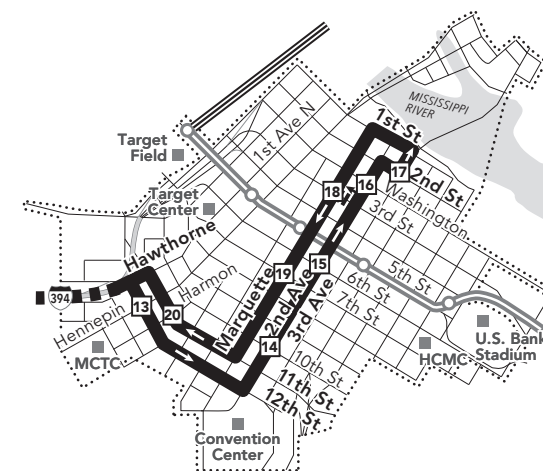 MISSISSIPPI
RIVER
1st St
1st Ave N
Target
Field
17
2nd St
18
16
Washington
Target
Center
3rd St
Hawthorne
5th St
15
6th St
19
394
Harmon
Marquette
2nd Ave
3rd Ave
7th St
13
20
Hennepin
14
U.S. Bank
Stadium
HCMC
MCTC
10th St
11th St
12th St
Convention
Center